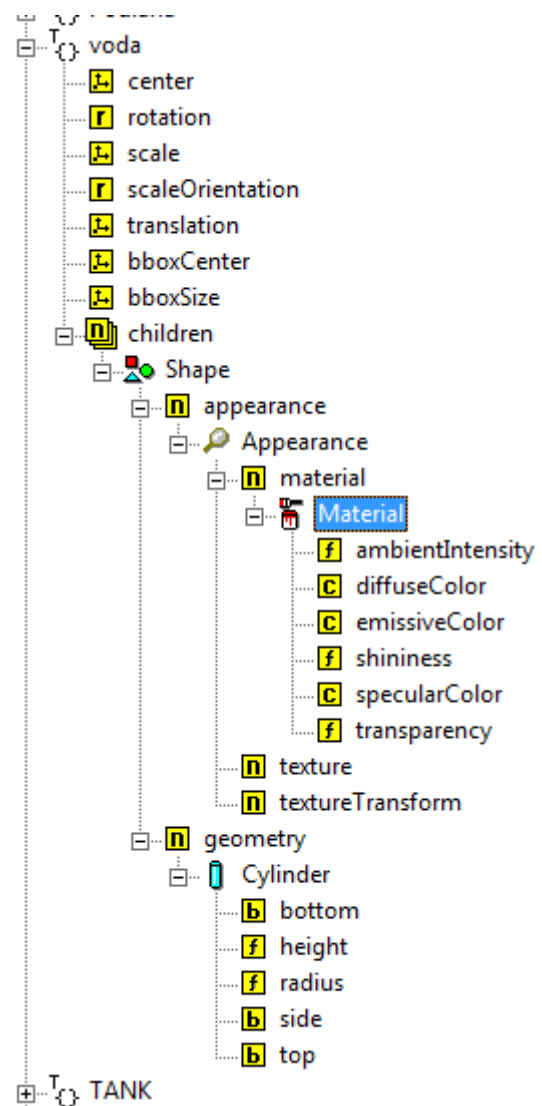 voda
center
rotation
scale
scaleOrientation
translation
bboxCenter
bboxSize
children
Shape
appearance
Appearance
material
Material
ambientIntensity
diffuseColor
emissiveColor
shininess
specularColor
transparency
texture
textureTransform
geometry
Cylinder
bottom
height
radius
side
top
TANK